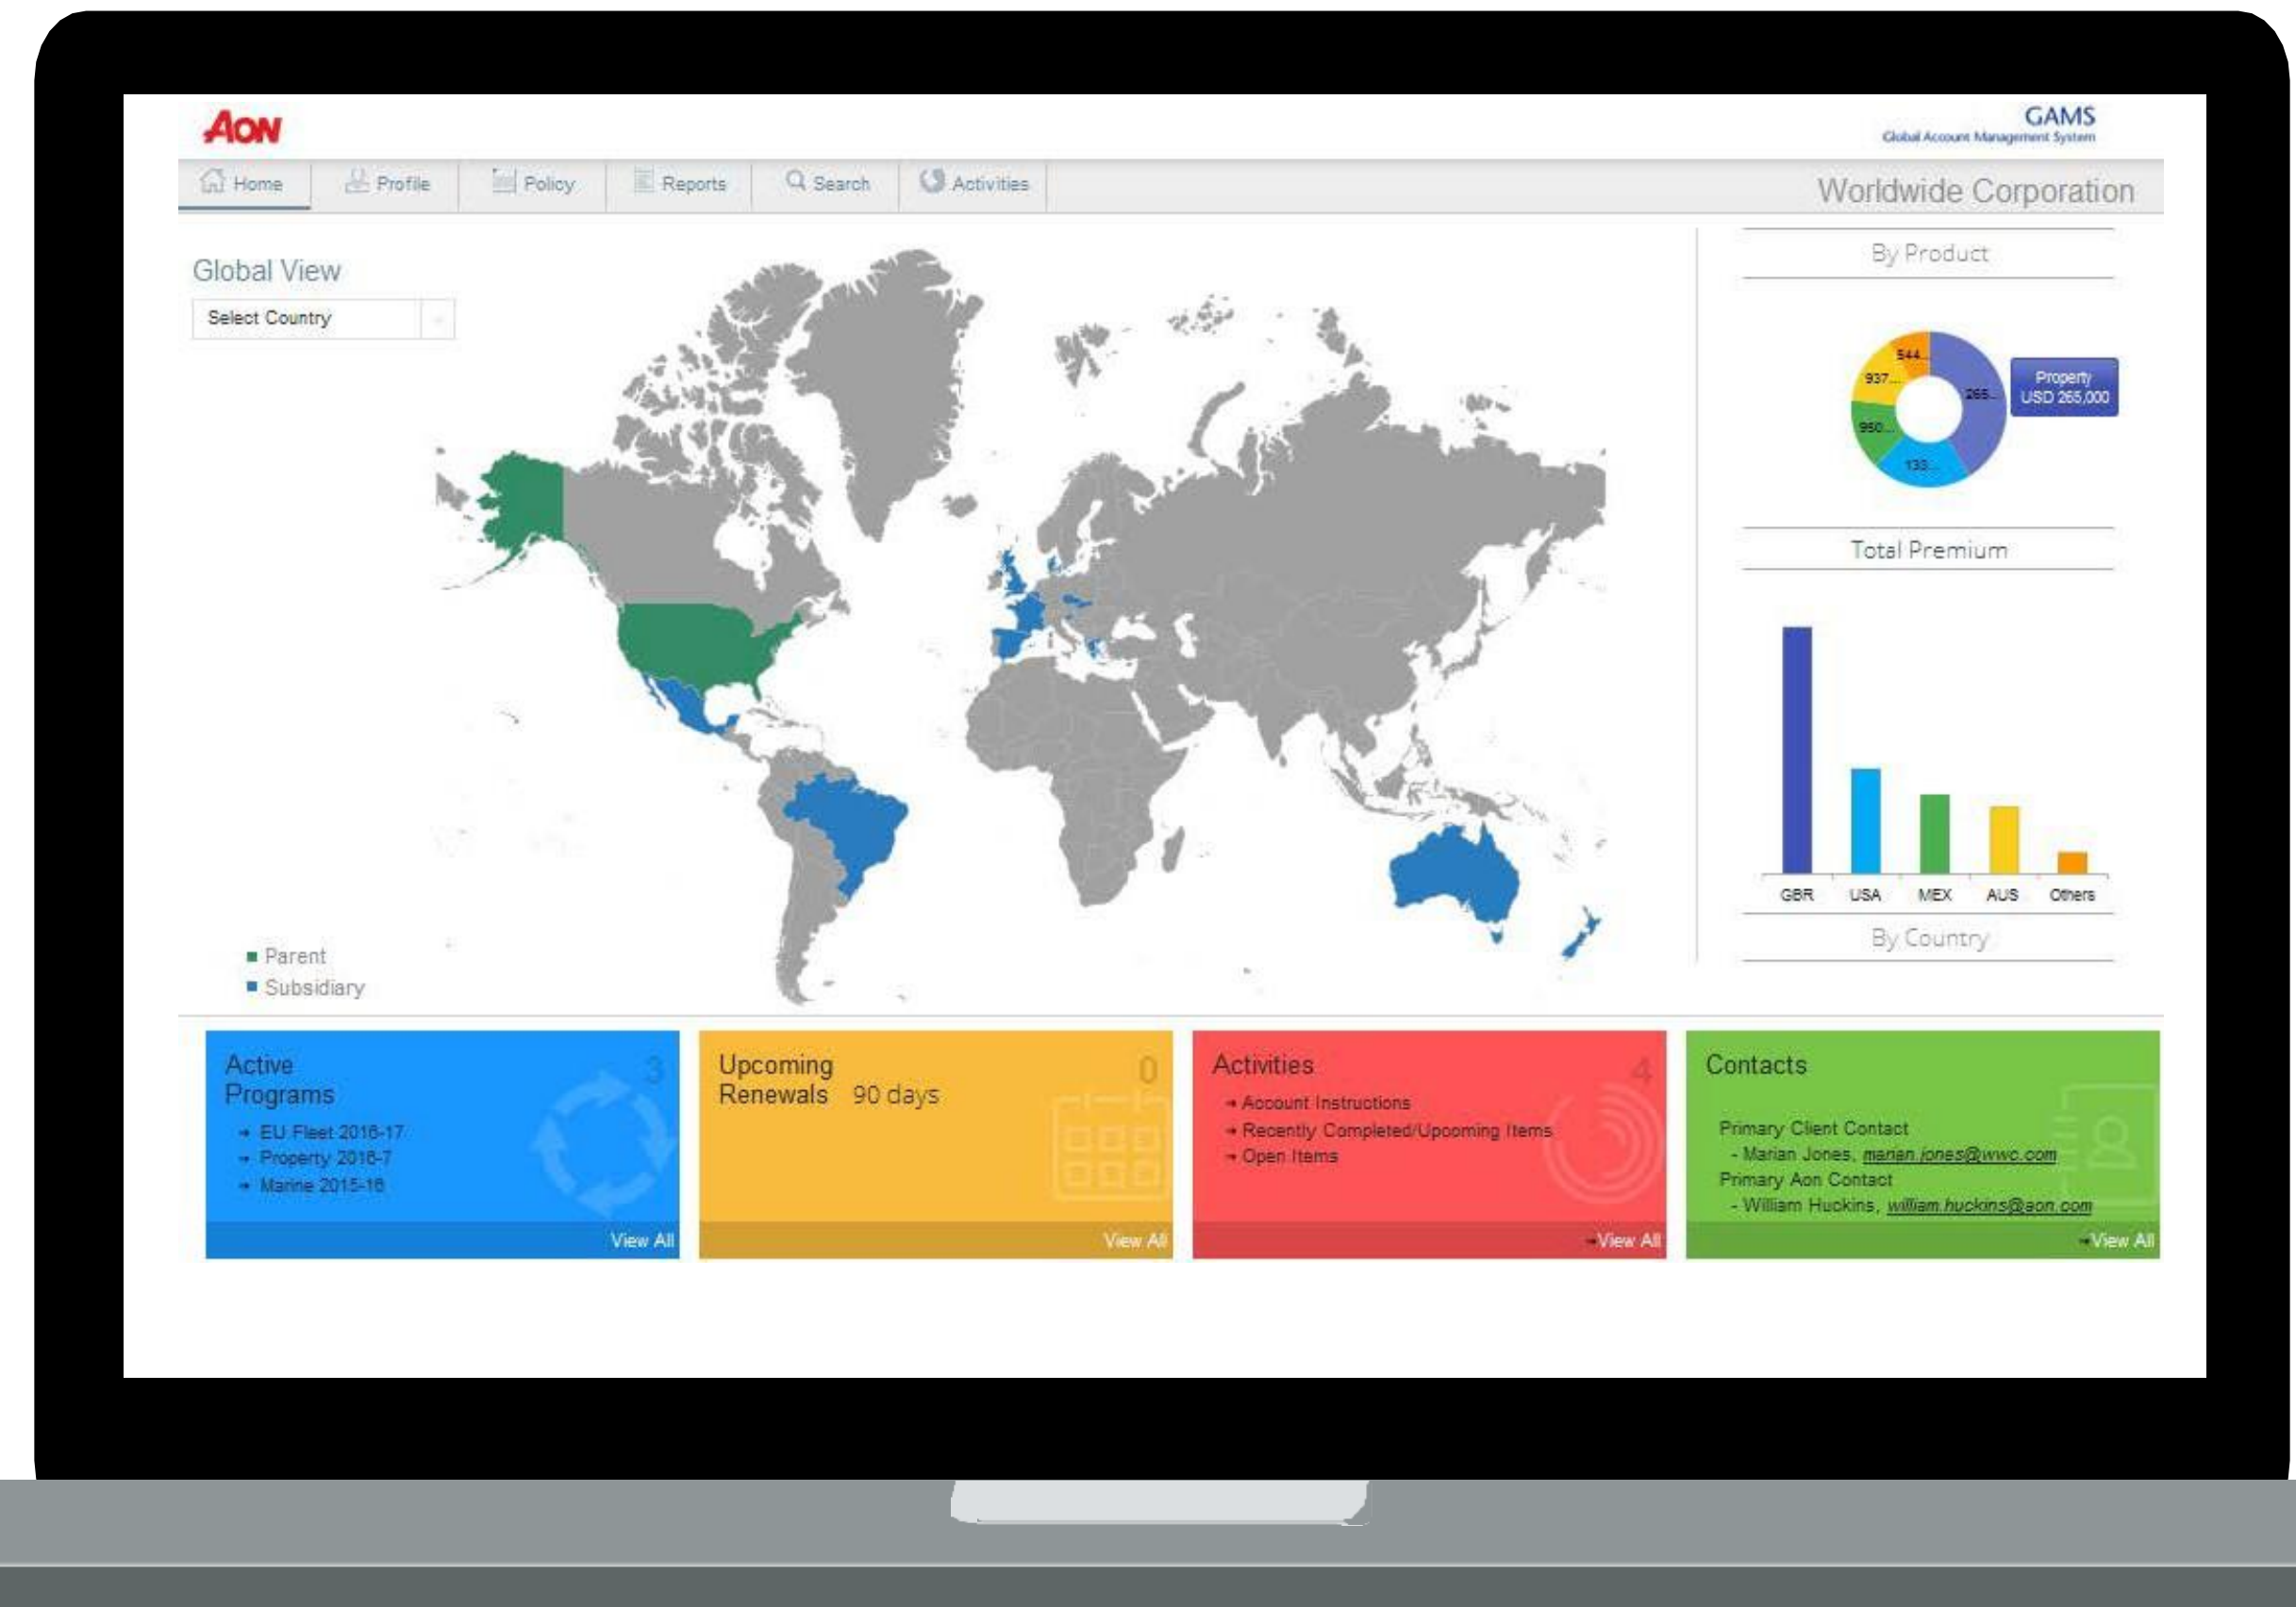 AON
GAMS
Global Account Management System
Home
Profile
Policy
Reports
Search
Activities
Worldwide Corporation
Global View
Select Country
Parent
Subsidiary
By Product
544...
937...
960...
133...
265...
Property
USD 265,000
Total Premium
GBR
USA
MEX
AUS
Others
By Country
Active
Programs
3
EU Fleet 2016-17
Property 2016-7
Marine 2015-16
View All
Upcoming
Renewals 90 days
0
View All
Activities
4
Account Instructions
Recently Completed/Upcoming Items
Open Items
View All
Contacts
Primary Client Contact
- Marian Jones, marian.jones@wwc.com
Primary Aon Contact
- William Huckins, william.huckins@aon.com
View All